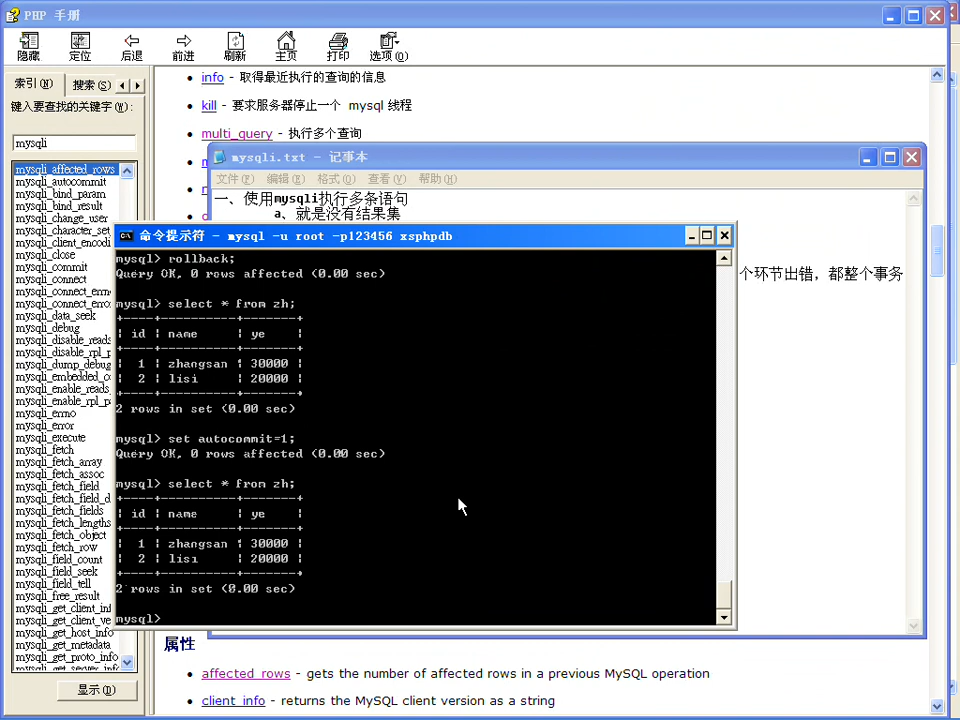 PHP 手册
隐藏 定位 后退 前进 刷新 主页 打印 选项(O)
索引(N) 搜索(S)
键入要查找的关键字(W):
mysqli
mysqli_affected_rows
mysqli_autocommit
mysqli_bind_param
mysqli_bind_result
mysqli_change_user
mysqli_character_set
mysqli_client_encodi
mysqli_close
mysqli_commit
mysqli_connect
mysqli_connect_errn
mysqli_connect_erro
mysqli_data_seek
mysqli_debug
mysqli_disable_reads
mysqli_disable_rpl_p
mysqli_dump_debug
mysqli_embedded_c
mysqli_enable_reads
mysqli_enable_rpl_p
mysqli_errno
mysqli_error
mysqli_execute
mysqli_fetch
mysqli_fetch_array
mysqli_fetch_assoc
mysqli_fetch_field
mysqli_fetch_field_d
mysqli_fetch_fields
mysqli_fetch_lengths
mysqli_fetch_object
mysqli_fetch_row
mysqli_field_count
mysqli_field_seek
mysqli_field_tell
mysqli_free_result
mysqli_get_client_inf
mysqli_get_client_ve
mysqli_get_host_info
mysqli_get_metadata
mysqli_get_proto_info
mysqli_get_server_inf
显示(D)
info - 取得最近执行的查询的信息
kill - 要求服务器停止一个 mysql 线程
multi_query - 执行多个查询
mysqli.txt - 记事本
文件(F) 编辑(E) 格式(O) 查看(V) 帮助(H)
一、使用mysqli执行多条语句
a、就是没有结果集
个环节出错，都整个事务
命令提示符 - mysql -u root -p123456 xsphpdb
mysql> rollback;
Query OK, 0 rows affected (0.00 sec)
mysql> select * from zh;
+----+----------+-------+
| id | name     | ye    |
+----+----------+-------+
|  1 | zhangsan | 30000 |
|  2 | lisi     | 20000 |
+----+----------+-------+
2 rows in set (0.00 sec)
mysql> set autocommit=1;
Query OK, 0 rows affected (0.00 sec)
mysql> select * from zh;
+----+----------+-------+
| id | name     | ye    |
+----+----------+-------+
|  1 | zhangsan | 30000 |
|  2 | lisi     | 20000 |
+----+----------+-------+
2 rows in set (0.00 sec)
mysql>
属性
affected_rows - gets the number of affected rows in a previous MySQL operation
client_info - returns the MySQL client version as a string